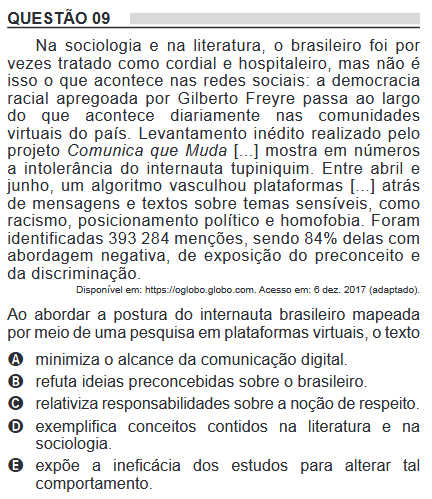 QUESTÃO 09
Na sociologia e na literatura, o brasileiro foi por
vezes tratado como cordial e hospitaleiro, mas não é
isso o que acontece nas redes sociais: a democracia
racial apregoada por Gilberto Freyre passa ao largo
do que acontece diariamente nas comunidades
virtuais do país. Levantamento inédito realizado pelo
projeto Comunica que Muda [...] mostra em números
a intolerância do internauta tupiniquim. Entre abril e
junho, um algoritmo vasculhou plataformas [...] atrás
de mensagens e textos sobre temas sensíveis, como
racismo, posicionamento político e homofobia. Foram
identificadas 393 284 menções, sendo 84% delas com
abordagem negativa, de exposição do preconceito e
da discriminação.
Disponível em: https://oglobo.globo.com. Acesso em: 6 dez. 2017 (adaptado).
Ao abordar a postura do internauta brasileiro mapeada
por meio de uma pesquisa em plataformas virtuais, o texto
A minimiza o alcance da comunicação digital.
B refuta ideias preconcebidas sobre o brasileiro.
C relativiza responsabilidades sobre a noção de respeito.
D exemplifica conceitos contidos na literatura e na
sociologia.
E expõe a ineficácia dos estudos para alterar tal
comportamento.